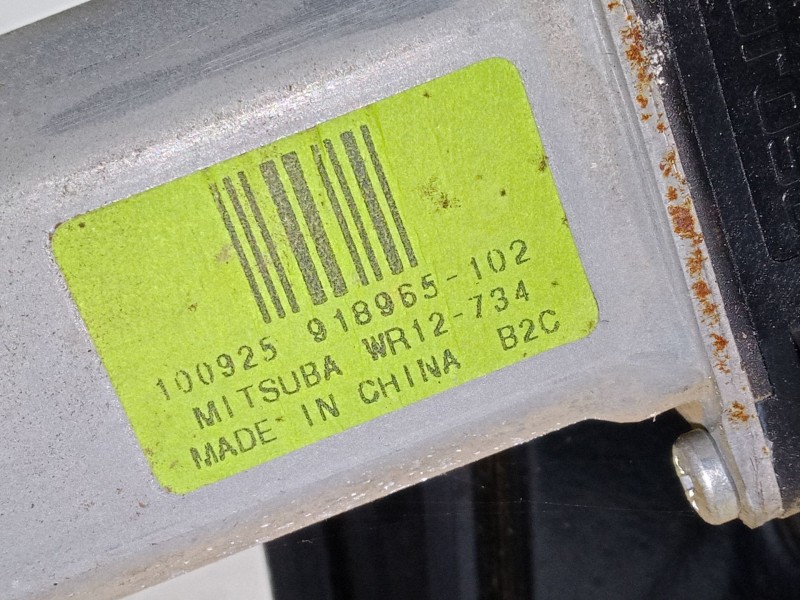 100925 918965-102
MITSUBA WR12-734
MADE IN CHINA B2C